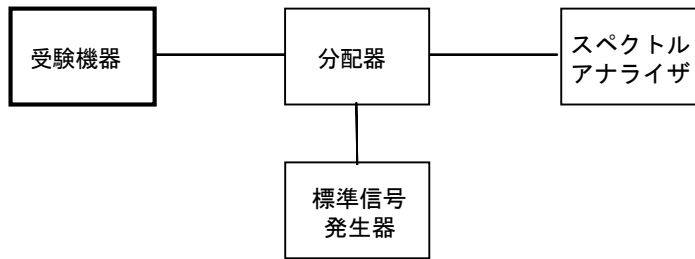 受験機器
分配器
スペクトル
アナライザ
標準信号
発生器